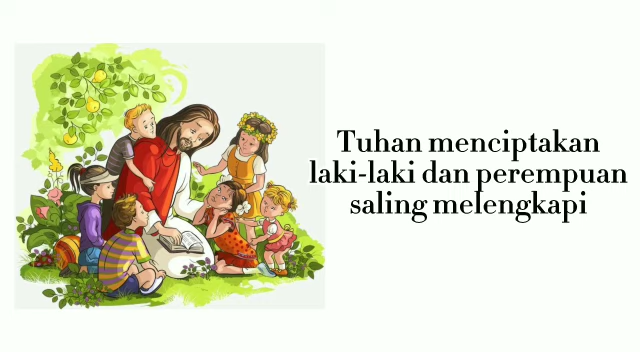 Tuhan menciptakan
laki-laki dan perempuan
saling melengkapi